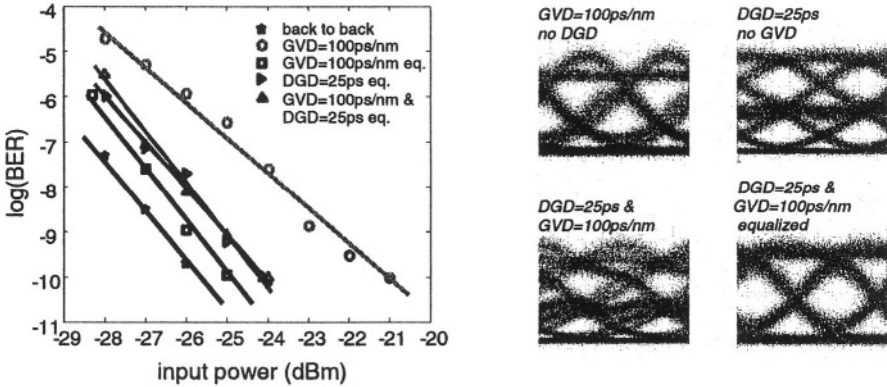 -4
-5
-6
-7
-8
-9
-10
-11
log(BER)
-29 -28 -27 -26 -25 -24 -23 -22 -21 -20
input power (dBm)
back to back
GVD=100ps/nm
GVD=100ps/nm eq.
DGD=25ps eq.
GVD=100ps/nm &
DGD=25ps eq.
GVD=100ps/nm
no DGD
DGD=25ps
no GVD
DGD=25ps &
GVD=100ps/nm
DGD=25ps &
GVD=100ps/nm
equalized